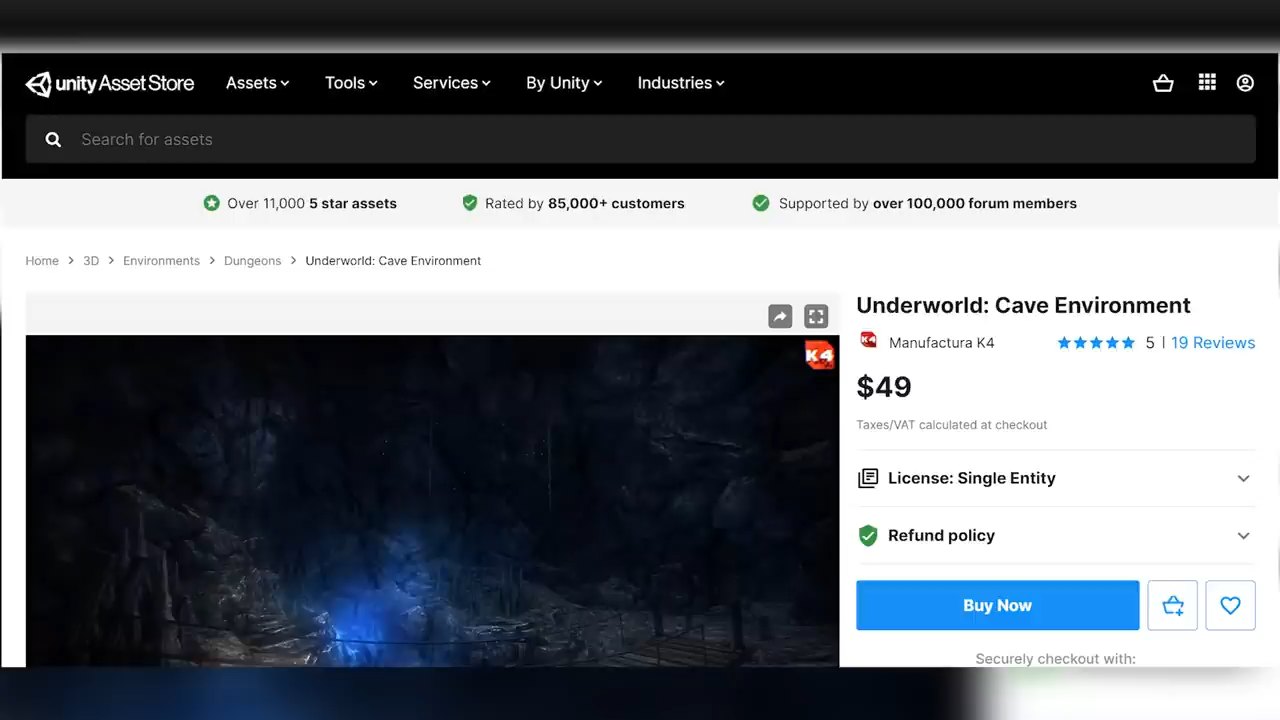 unity Asset Store Assets Tools Services By Unity Industries
Search for assets
Over 11,000 5 star assets Rated by 85,000+ customers Supported by over 100,000 forum members
Home > 3D > Environments > Dungeons > Underworld: Cave Environment
K4
Underworld: Cave Environment
K4 Manufactura K4 5 | 19 Reviews
$49
Taxes/VAT calculated at checkout
License: Single Entity
Refund policy
Buy Now
Securely checkout with: